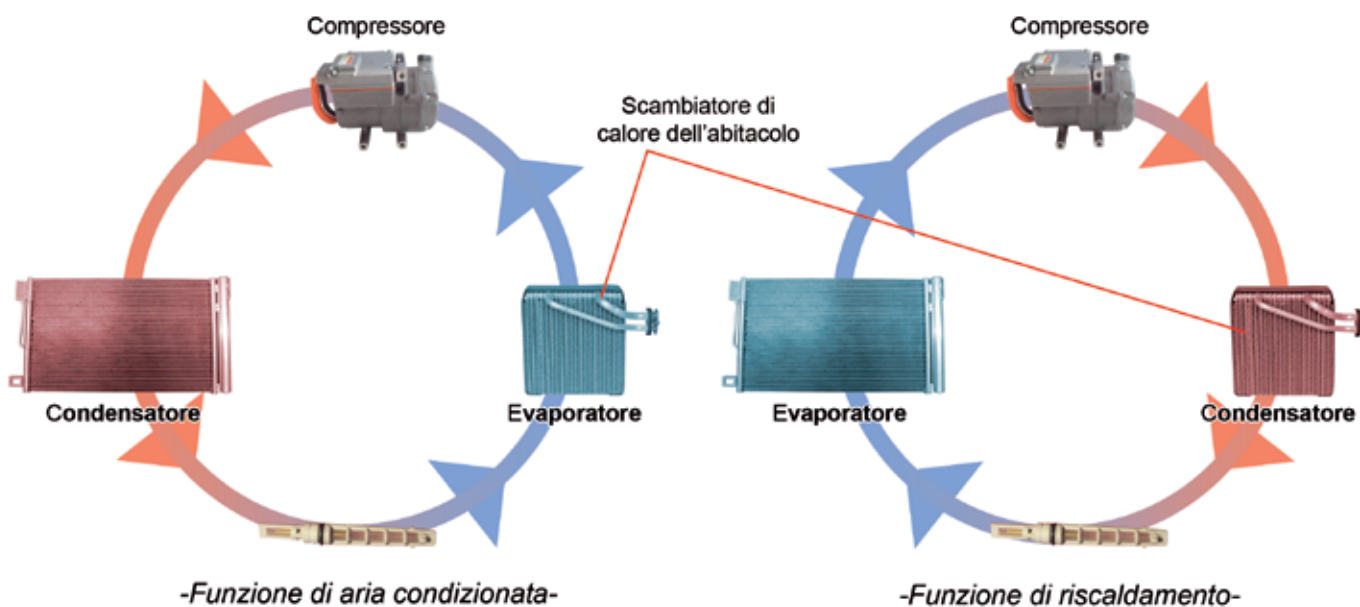 Compressore
Compressore
Scambiatore di
calore dell'abitacolo
Condensatore
Evaporatore
Evaporatore
Condensatore
-Funzione di aria condizionata-
-Funzione di riscaldamento-